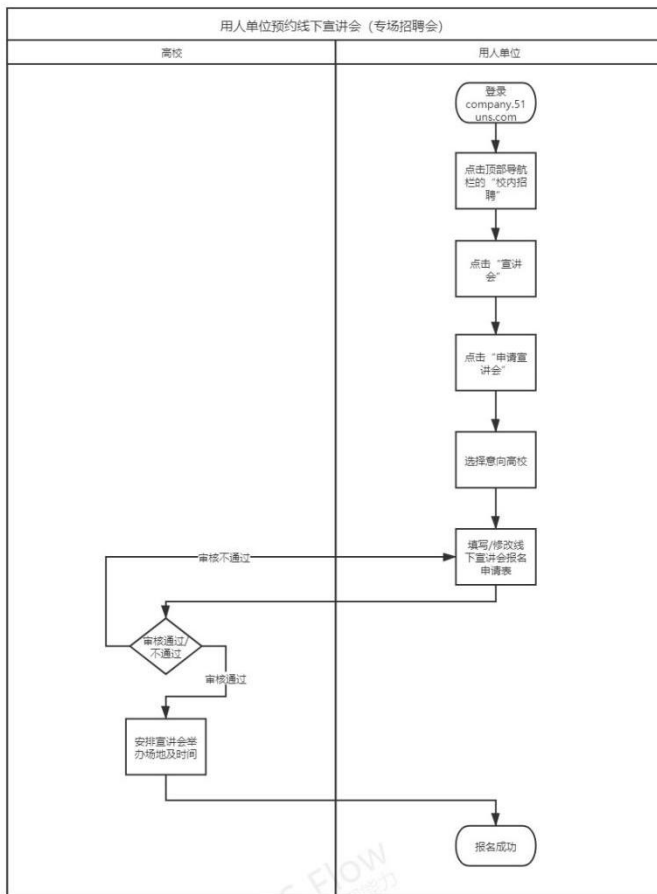 用人单位预约线下宣讲会（专场招聘会）
高校
用人单位
登录
company.51
uns.com
点击顶部导航
栏的“校内招
聘”
点击“宣讲
会”
点击“申请宣
讲会”
选择意向高校
填写/修改线
下宣讲会报名
申请表
审核不通过
审核通过/
不通过
审核通过
安排宣讲会举
办场地及时间
报名成功
Flow